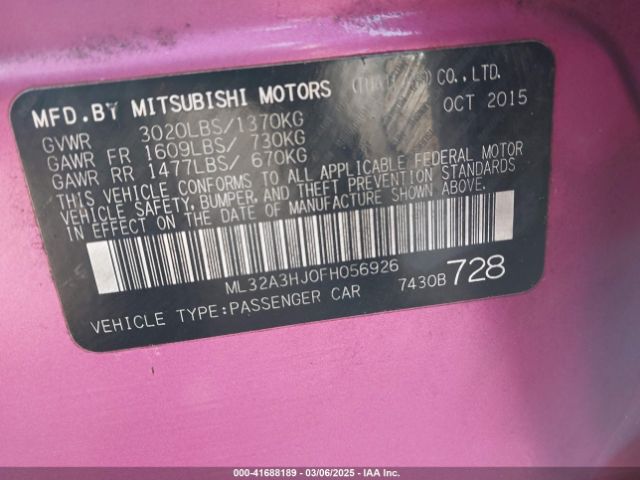 MFD.BY MITSUBISHI MOTORS (THAILAND) CO., LTD.
OCT 2015
GVWR 3020LBS/1370KG
GAWR FR 1609LBS/ 730KG
GAWR RR 1477LBS/ 670KG
THIS VEHICLE CONFORMS TO ALL APPLICABLE FEDERAL MOTOR
VEHICLE SAFETY, BUMPER, AND THEFT PREVENTION STANDARDS
IN EFFECT ON THE DATE OF MANUFACTURE SHOWN ABOVE.
ML32A3HJ0FH056926
7430B 728
VEHICLE TYPE:PASSENGER CAR
000-41688189 - 03/06/2025 - IAA Inc.